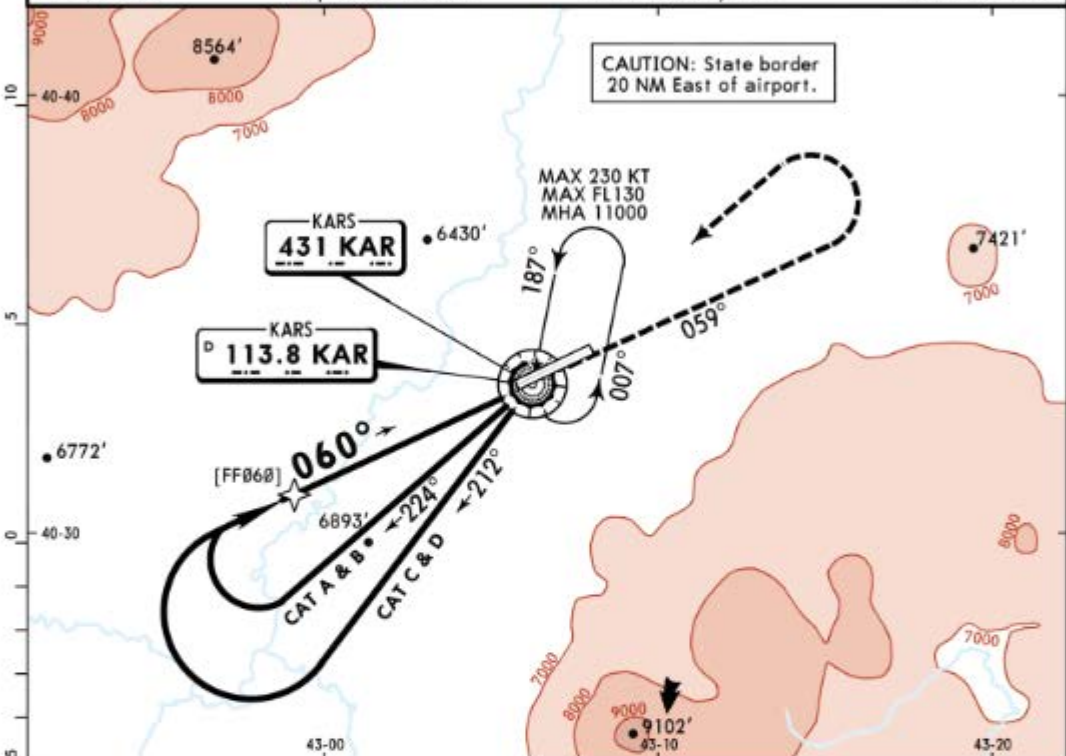 9000
8564'
8000
8000
7000
10
40-40
CAUTION: State border
20 NM East of airport.
MAX 230 KT
MAX FL130
MHA 11000
KARS
431 KAR
6430'
187°
7421'
7000
5
059°
KARS
D 113.8 KAR
007°
6772'
060°
[FF060]
6893'
224°
212°
0
40-30
CAT A & B
CAT C & D
8000
7000
7000
8000
9000
9102'
5
43-00
43-10
43-20